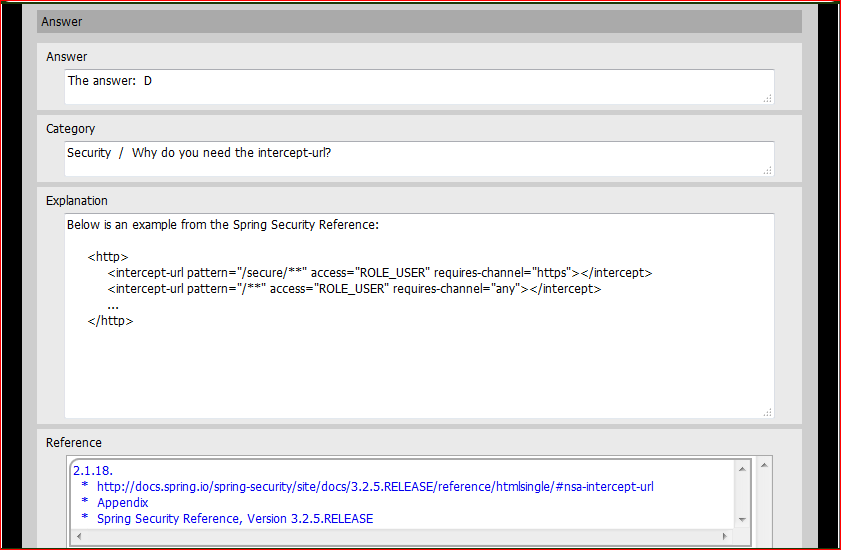 Answer
Answer
The answer:  D
Category
Security  /  Why do you need the intercept-url?
Explanation
Below is an example from the Spring Security Reference:
<http>
<intercept-url pattern="/secure/**" access="ROLE_USER" requires-channel="https"></intercept>
<intercept-url pattern="/**" access="ROLE_USER" requires-channel="any"></intercept>
...
</http>
Reference
2.1.18.
*  http://docs.spring.io/spring-security/site/docs/3.2.5.RELEASE/reference/htmlsingle/#nsa-intercept-url
*  Appendix
*  Spring Security Reference, Version 3.2.5.RELEASE